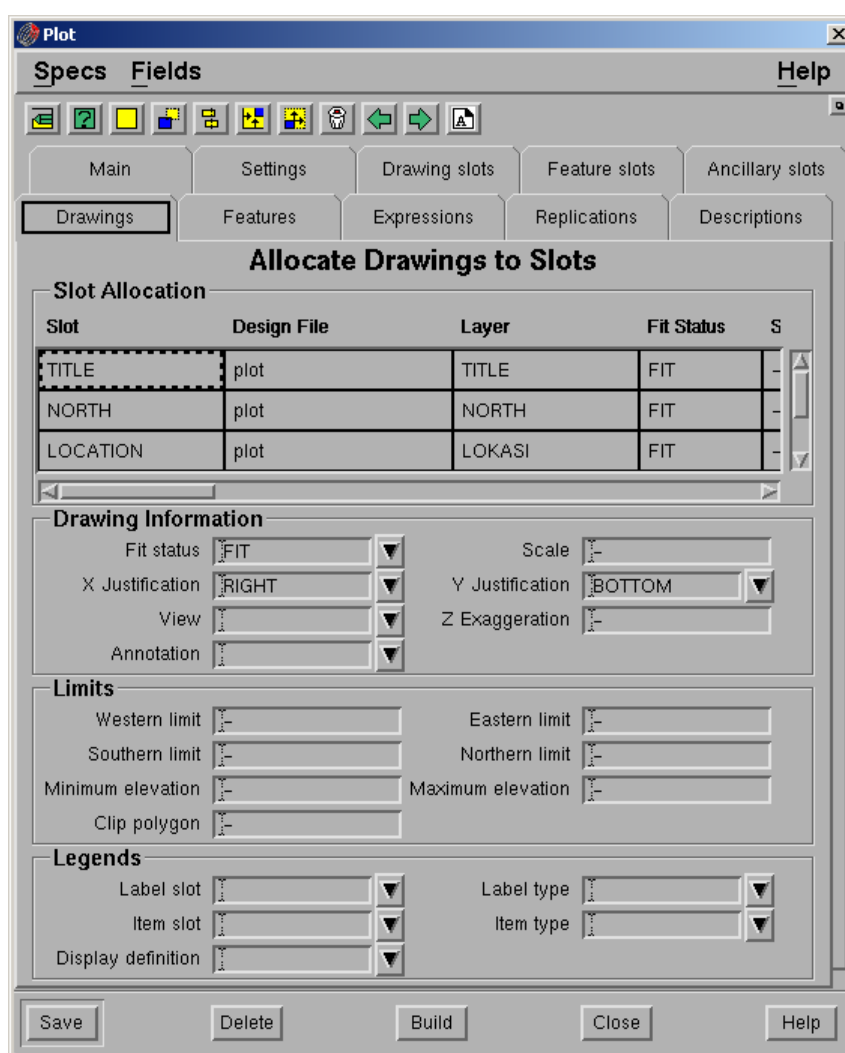 Plot
Specs Fields Help
A
Main Settings Drawing slots Feature slots Ancillary slots
Drawings Features Expressions Replications Descriptions
Allocate Drawings to Slots
Slot Allocation
Slot Design File Layer Fit Status S
TITLE plot TITLE FIT -
NORTH plot NORTH FIT -
LOCATION plot LOKASI FIT -
Drawing Information
Fit status FIT Scale -
X Justification RIGHT Y Justification BOTTOM
View Z Exaggeration -
Annotation
Limits
Western limit - Eastern limit -
Southern limit - Northern limit -
Minimum elevation - Maximum elevation -
Clip polygon -
Legends
Label slot Label type
Item slot Item type
Display definition
Save Delete Build Close Help